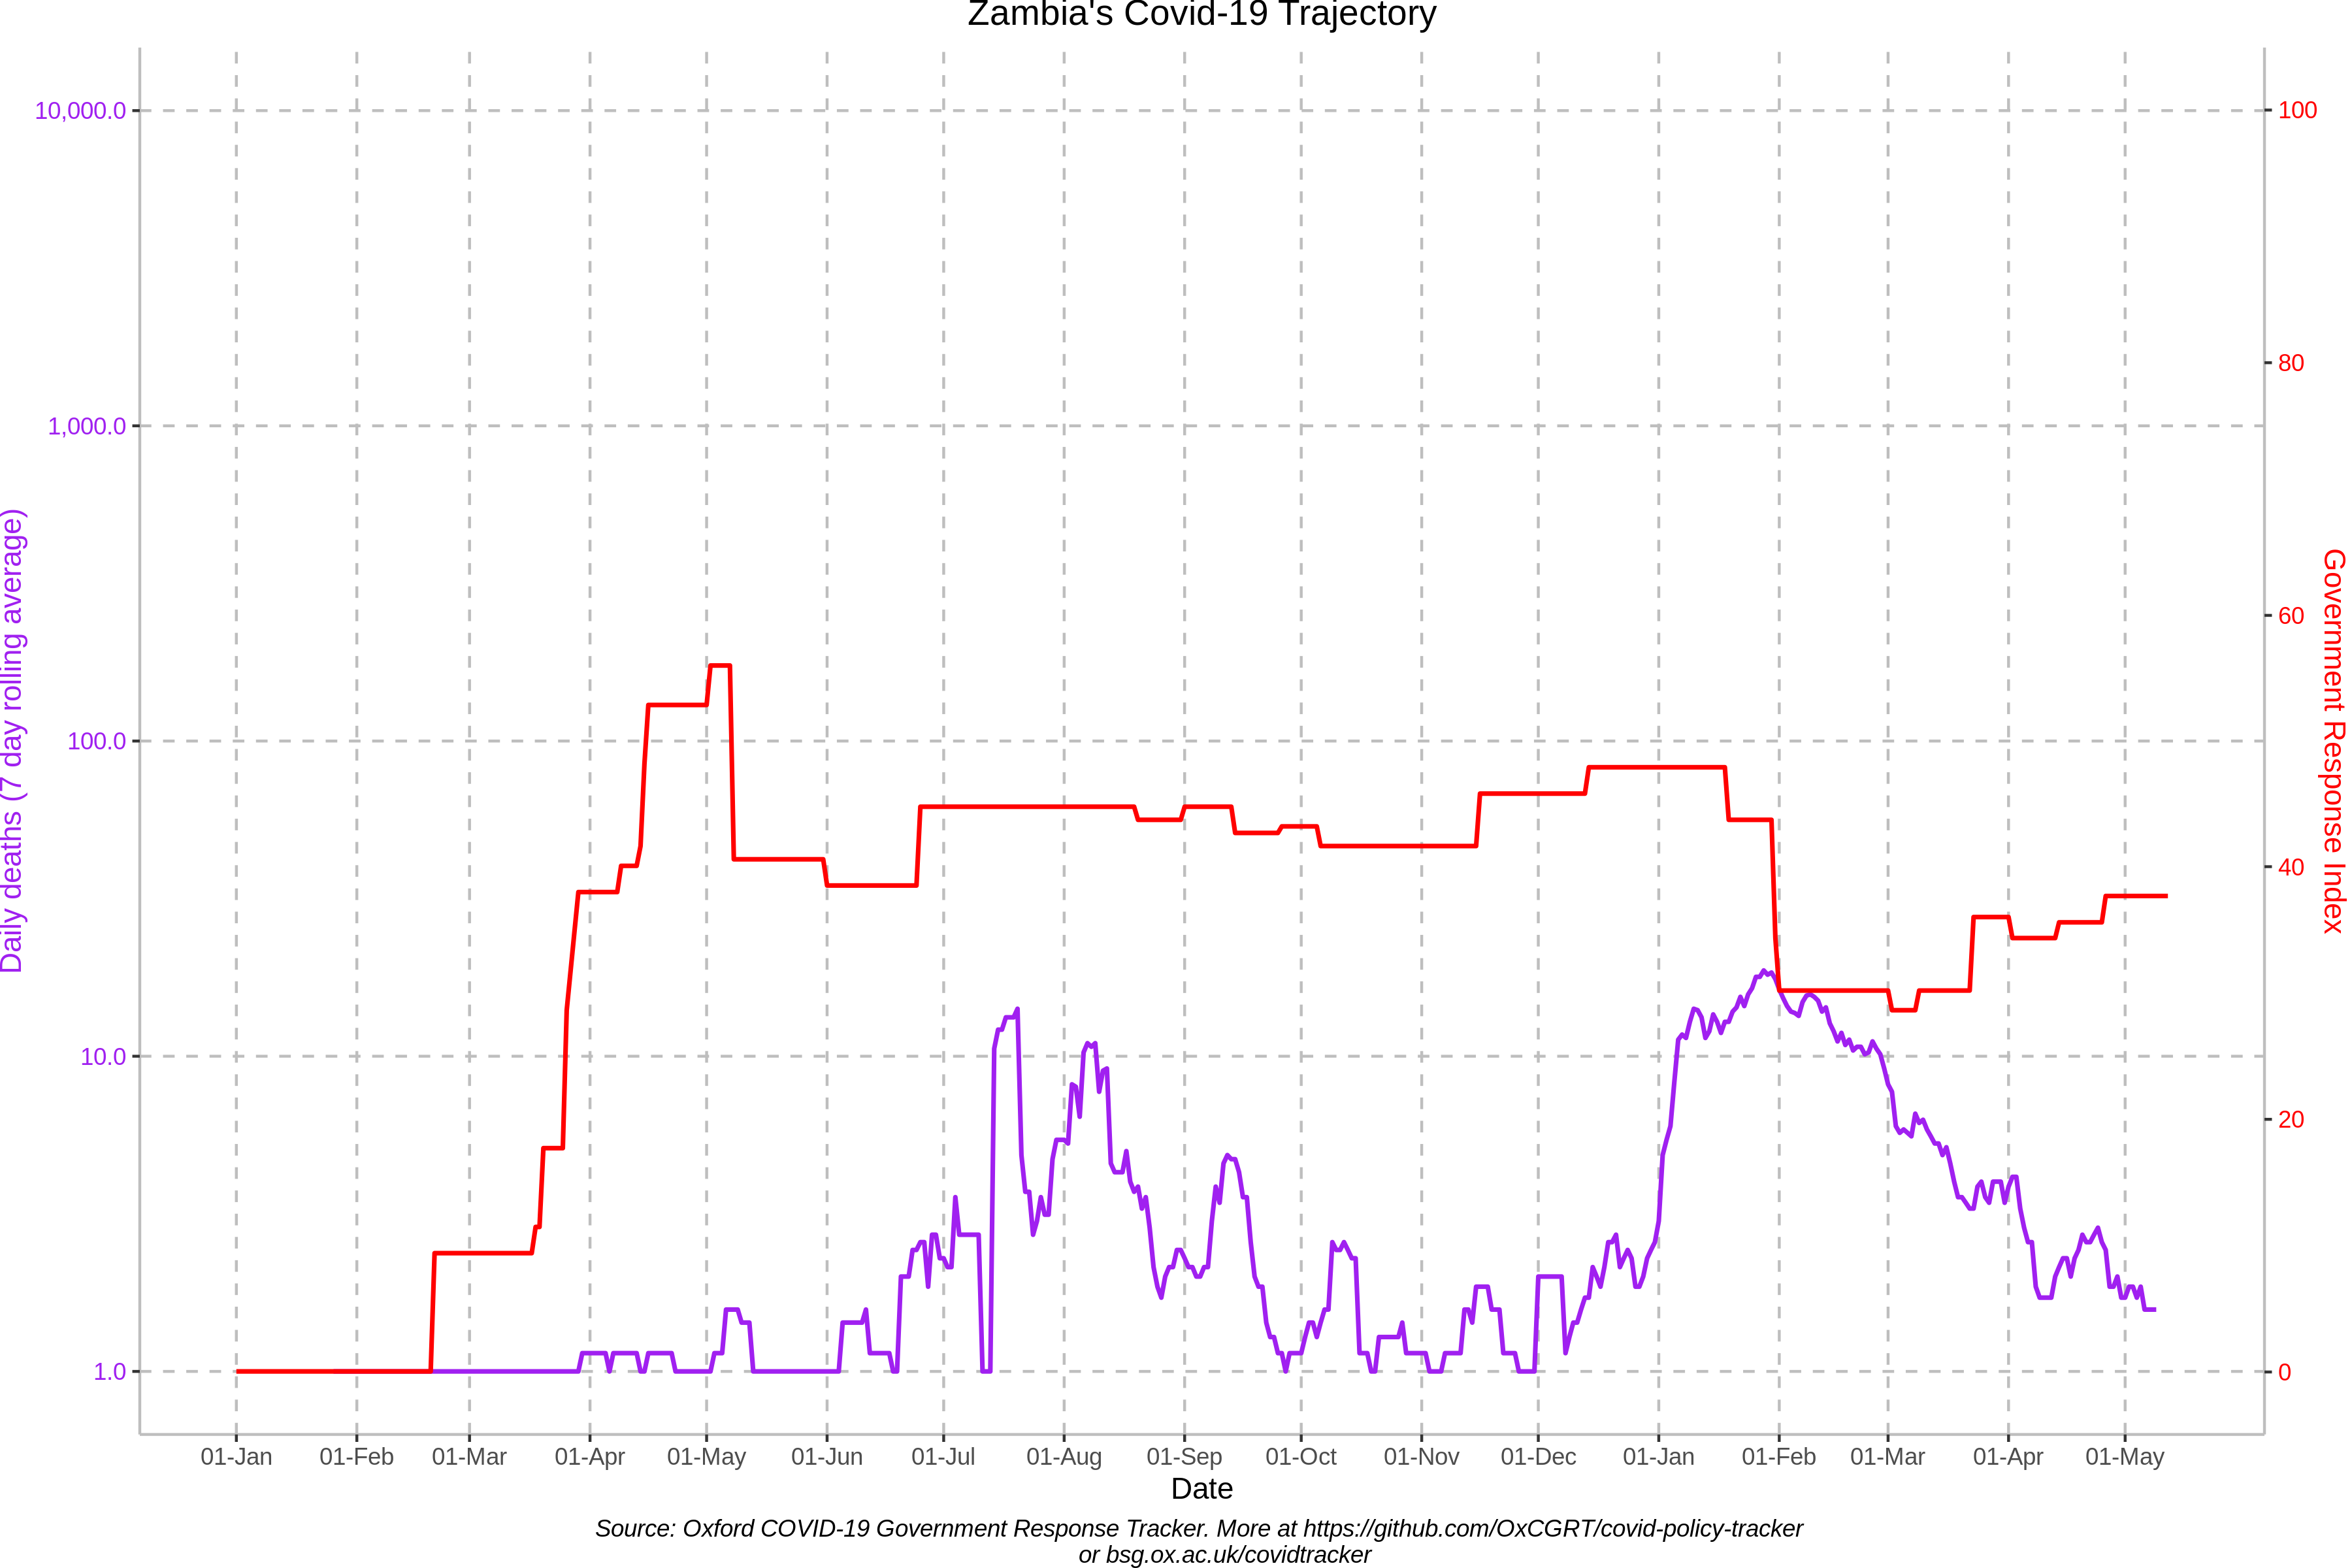 Zambia's Covid-19 Trajectory
10,000.0
1,000.0
100.0
10.0
1.0
Daily deaths (7 day rolling average)
100
80
60
40
20
0
Government Response Index
01-Jan 01-Feb 01-Mar 01-Apr 01-May 01-Jun 01-Jul 01-Aug 01-Sep 01-Oct 01-Nov 01-Dec 01-Jan 01-Feb 01-Mar 01-Apr 01-May
Date
Source: Oxford COVID-19 Government Response Tracker. More at https://github.com/OxCGRT/covid-policy-tracker
or bsg.ox.ac.uk/covidtracker